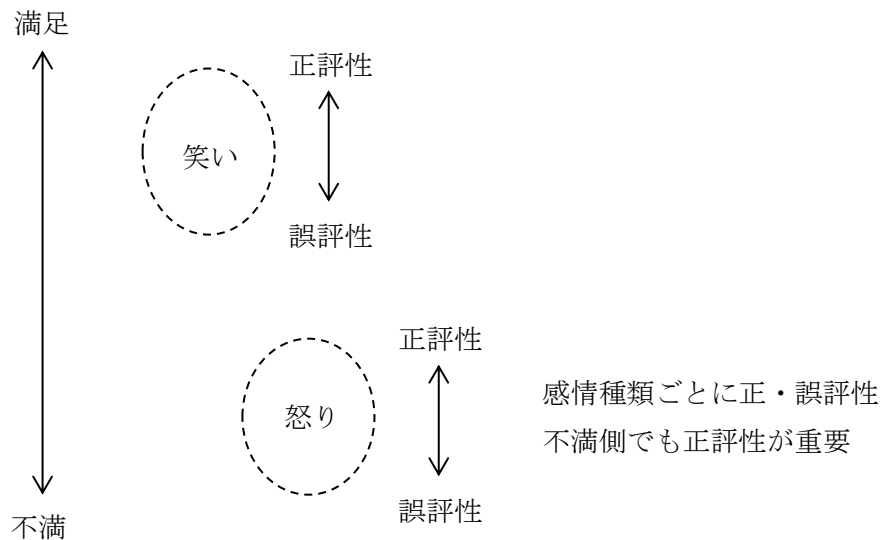 満足
正評性
笑い
誤評性
正評性
怒り
感情種類ごとに正・誤評性
不満側でも正評性が重要
誤評性
不満